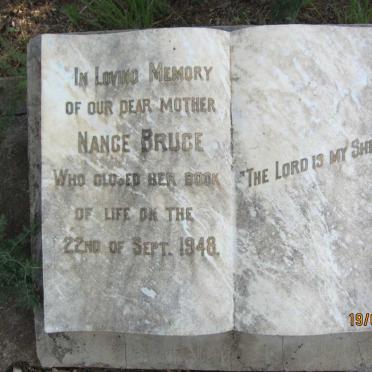 IN LOVING MEMORY
OF OUR DEAR MOTHER
NANCE BRUCE
WHO CLOSED HER BOOK
OF LIFE ON THE
22ND OF SEPT. 1948.
"THE LORD IS MY SHE
19/